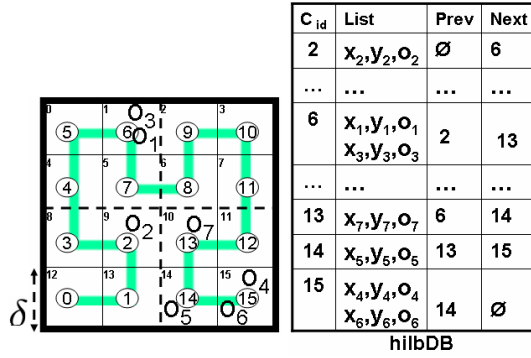 0 1 2 3
5 6 O3 O1 9 10
4 5 6 7
4 7 8 11
8 9 10 11
3 2 O2 13 O7 12
12 13 14 15
δ 0 1 14 O5 O6 15 O4
C id List Prev Next
2 x2,y2,o2 Ø 6
... ... ... ...
6 x1,y1,o1
x3,y3,o3 2 13
... ... ... ...
13 x7,y7,o7 6 14
14 x5,y5,o5 13 15
15 x4,y4,o4
x6,y6,o6 14 Ø
hilbDB